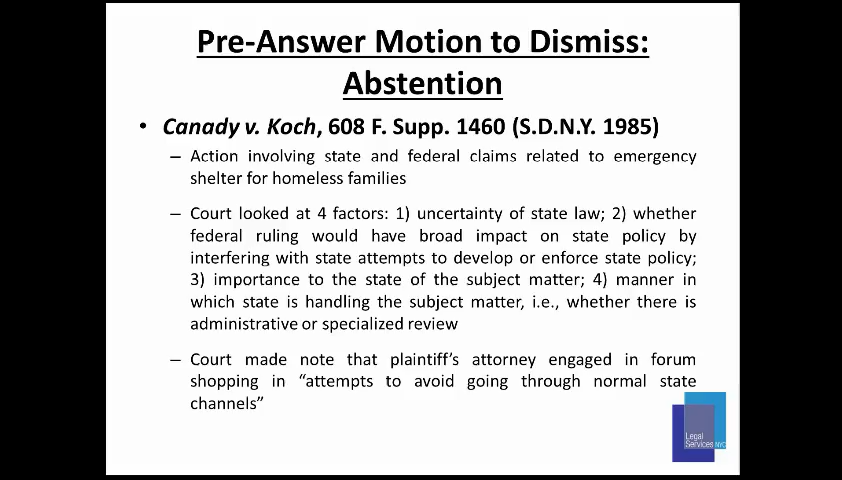 Pre-Answer Motion to Dismiss:
Abstention
• Canady v. Koch, 608 F. Supp. 1460 (S.D.N.Y. 1985)
– Action involving state and federal claims related to emergency
shelter for homeless families
– Court looked at 4 factors: 1) uncertainty of state law; 2) whether
federal ruling would have broad impact on state policy by
interfering with state attempts to develop or enforce state policy;
3) importance to the state of the subject matter; 4) manner in
which state is handling the subject matter, i.e., whether there is
administrative or specialized review
– Court made note that plaintiff's attorney engaged in forum
shopping in “attempts to avoid going through normal state
channels”
Legal
Services NYC